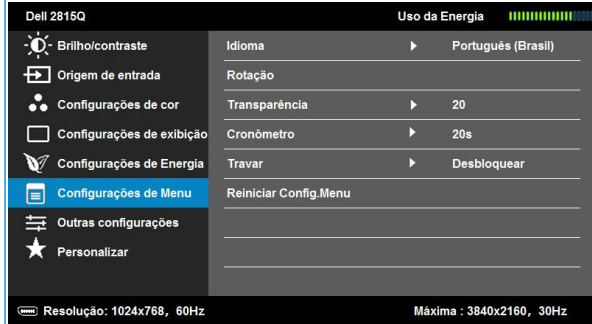 Dell 2815Q Uso da Energia
Brilho/contraste
Origem de entrada
Configurações de cor
Configurações de exibição
Configurações de Energia
Configurações de Menu
Outras configurações
Personalizar
Idioma Português (Brasil)
Rotação
Transparência 20
Cronômetro 20s
Travar Desbloquear
Reiniciar Config.Menu
Resolução: 1024x768, 60Hz Máxima : 3840x2160, 30Hz